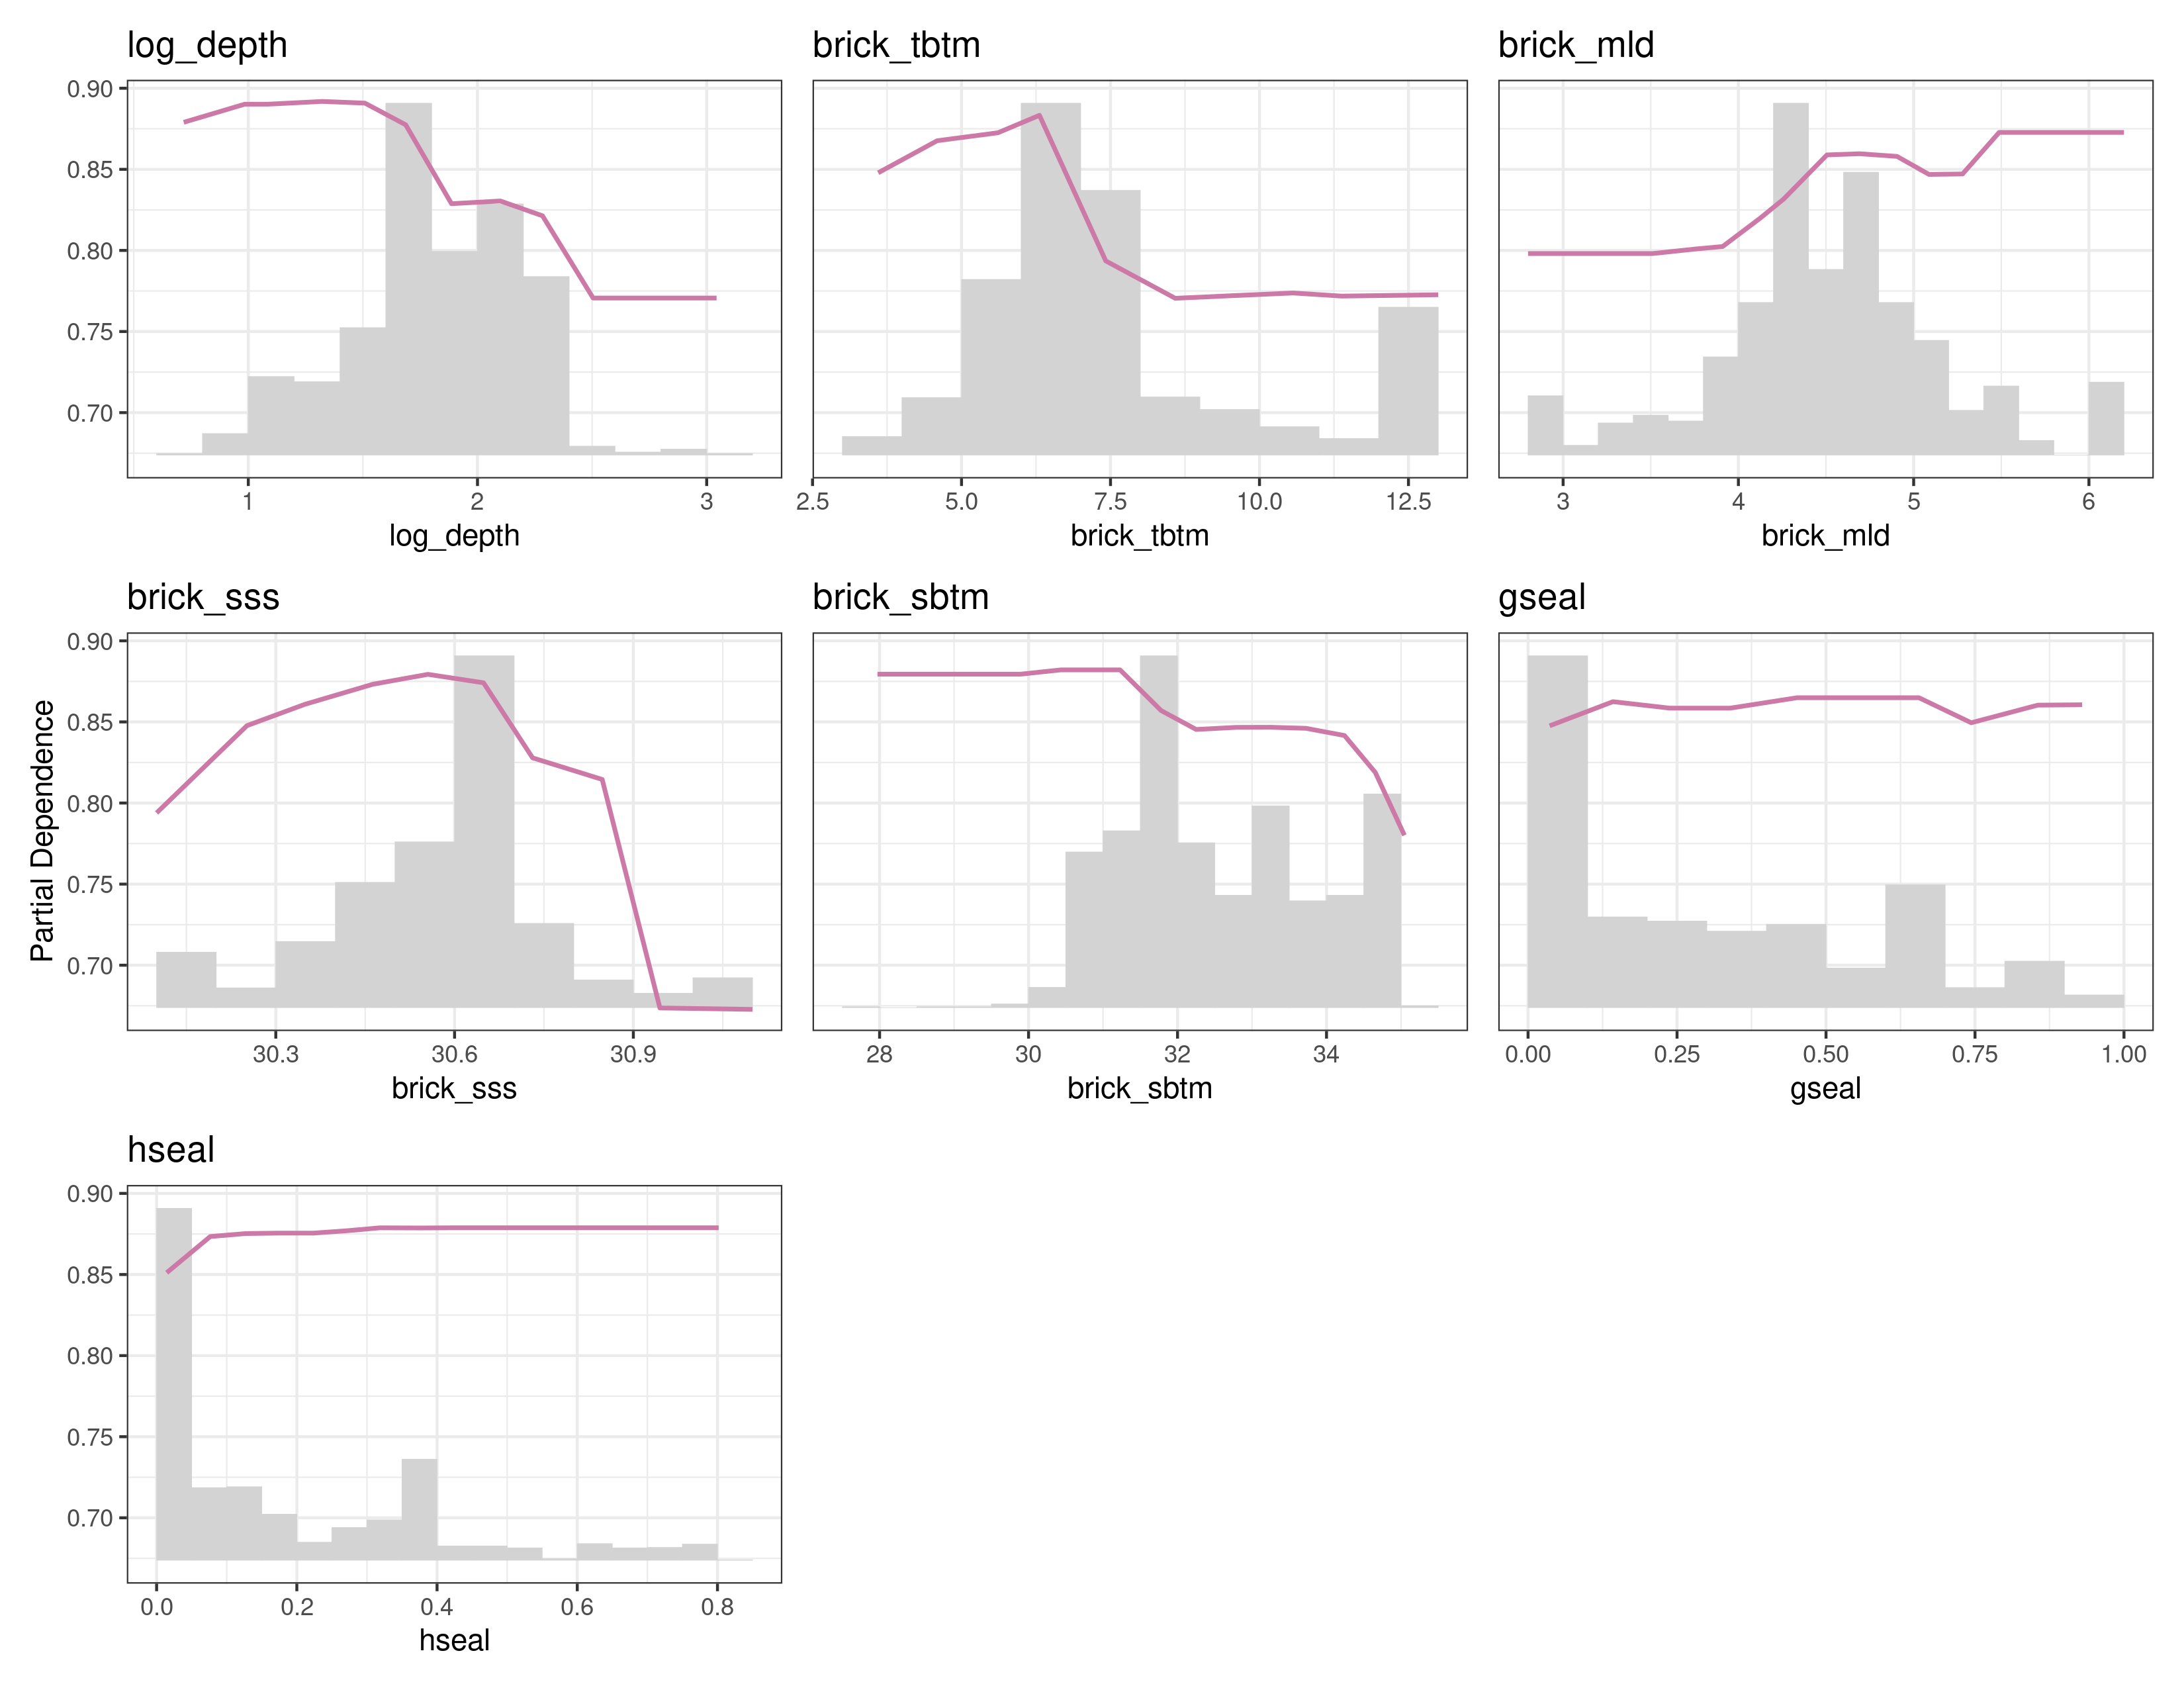 log_depth
brick_tbtm
brick_mld
0.90
0.85
0.80
0.75
0.70
1 2 3
2.5 5.0 7.5 10.0 12.5
3 4 5 6
log_depth
brick_tbtm
brick_mld
brick_sss
brick_sbtm
gseal
Partial Dependence
0.90
0.85
0.80
0.75
0.70
30.3 30.6 30.9
28 30 32 34
0.00 0.25 0.50 0.75 1.00
brick_sss
brick_sbtm
gseal
hseal
0.90
0.85
0.80
0.75
0.70
0.0 0.2 0.4 0.6 0.8
hseal